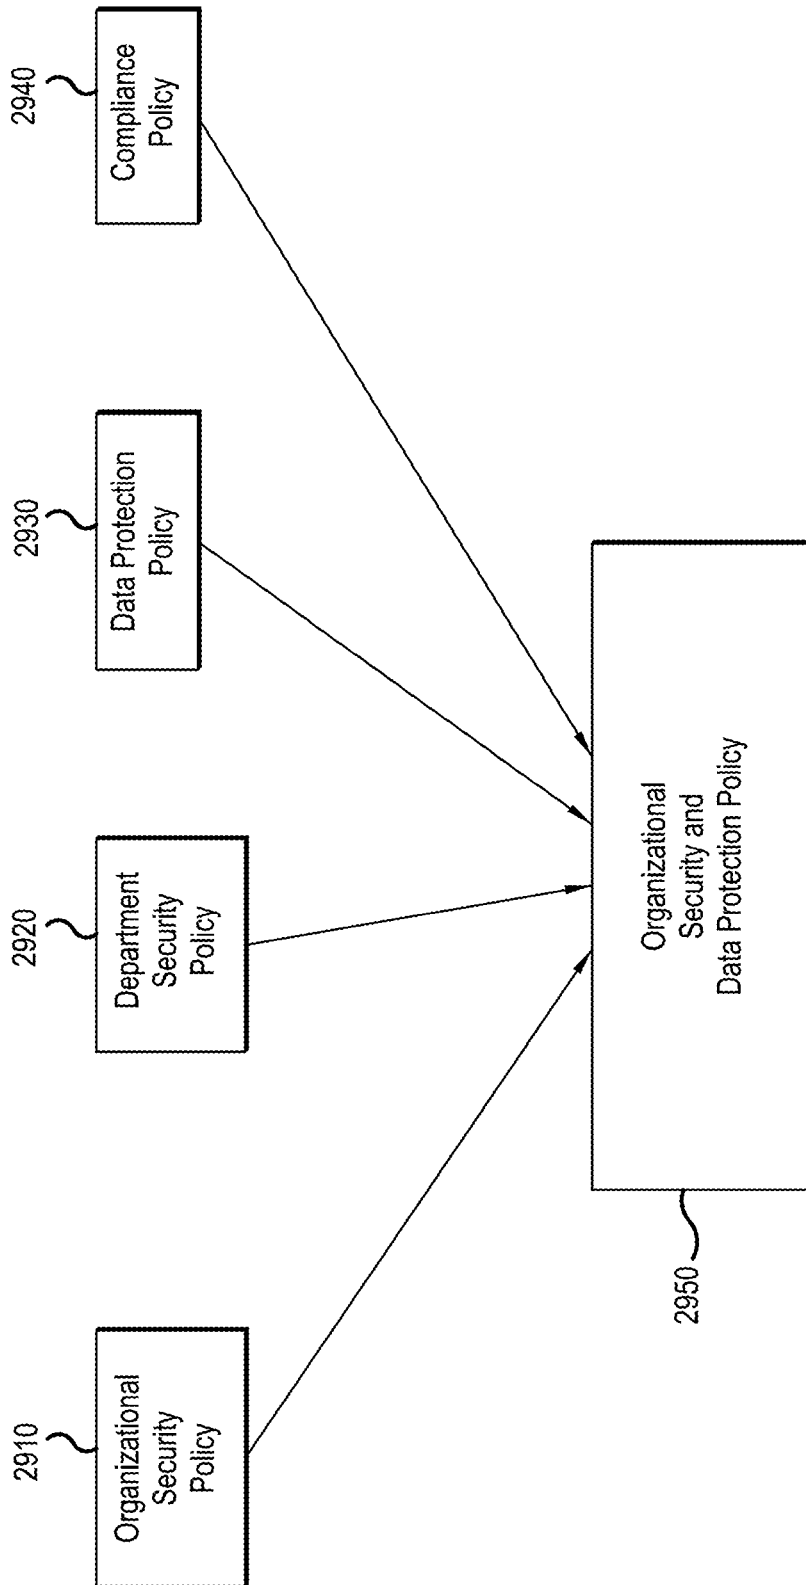 2910
Organizational
Security
Policy
2920
Department
Security
Policy
2930
Data Protection
Policy
2940
Compliance
Policy
2950
Organizational
Security and
Data Protection Policy